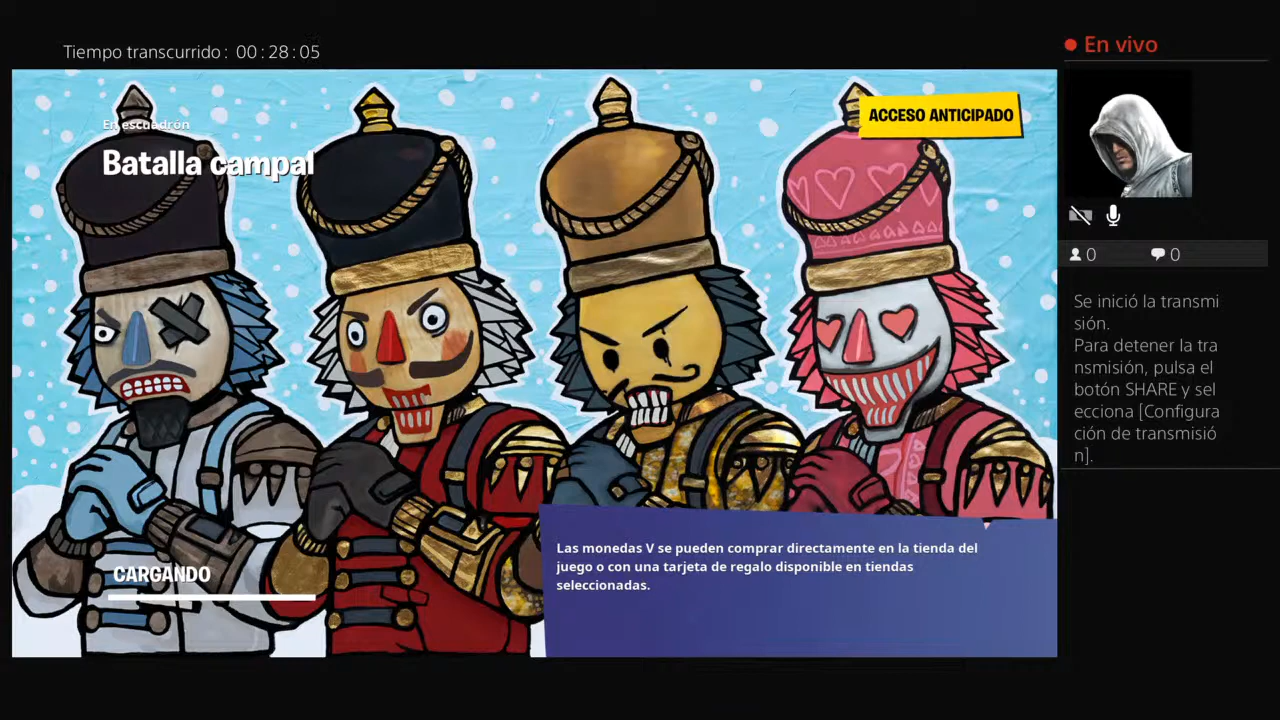 Tiempo transcurrido: 00:28:05
En vivo
En escuadrón
Batalla campal
ACCESO ANTICIPADO
0 0
Se inició la transmi
sión.
Para detener la tra
nsmisión, pulsa el
botón SHARE y sel
ecciona [Configura
ción de transmisió
n].
Las monedas V se pueden comprar directamente en la tienda del
juego o con una tarjeta de regalo disponible en tiendas
seleccionadas.
CARGANDO